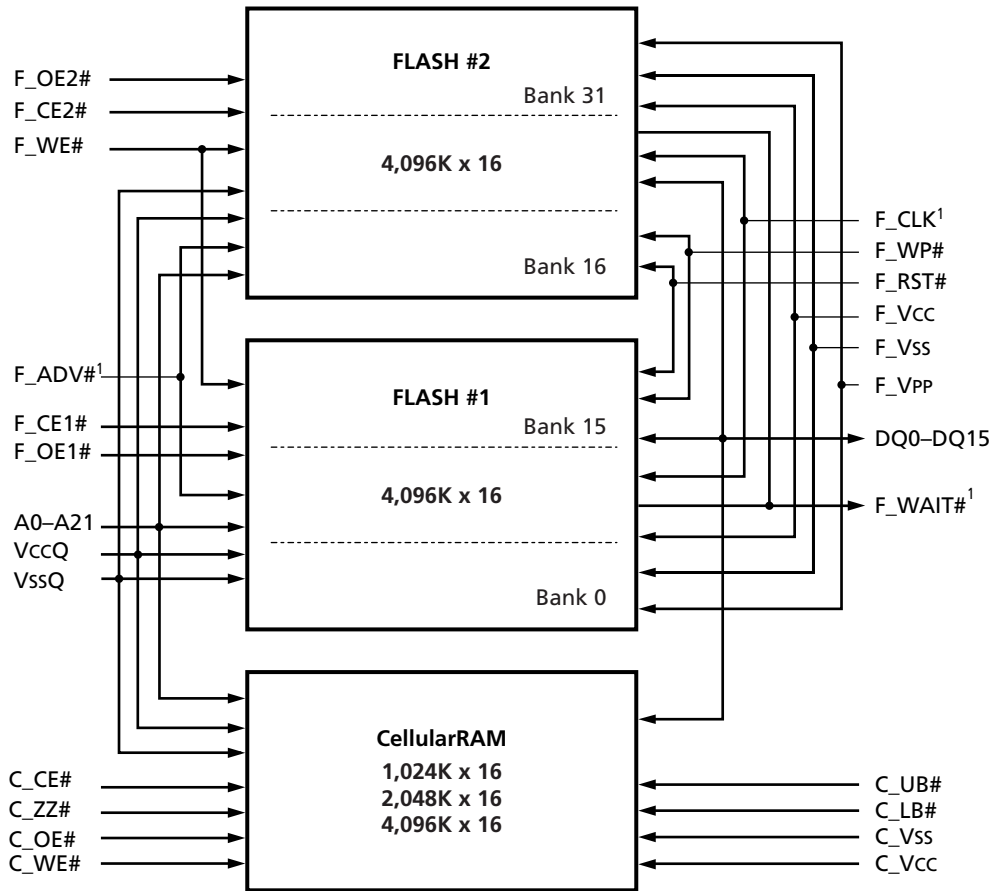 FLASH #2
Bank 31
4,096K x 16
Bank 16
F_OE2#
F_CE2#
F_WE#
F_ADV#1
F_CE1#
F_OE1#
A0–A21
VccQ
VssQ
FLASH #1
Bank 15
4,096K x 16
Bank 0
F_CLK1
F_WP#
F_RST#
F_Vcc
F_Vss
F_VPP
DQ0–DQ15
F_WAIT#1
CellularRAM
1,024K x 16
2,048K x 16
4,096K x 16
C_CE#
C_ZZ#
C_OE#
C_WE#
C_UB#
C_LB#
C_Vss
C_Vcc